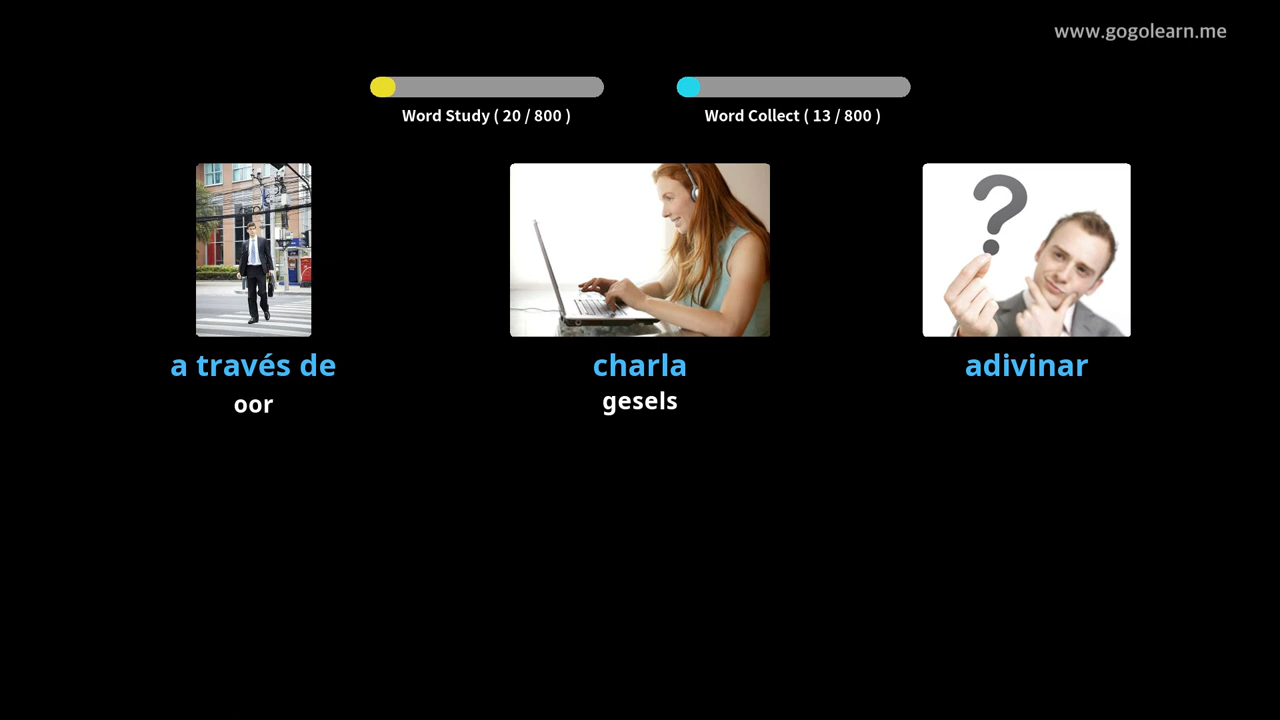 www.gogolearn.me
Word Study ( 20 / 800 )
Word Collect ( 13 / 800 )
a través de
oor
charla
gesels
adivinar